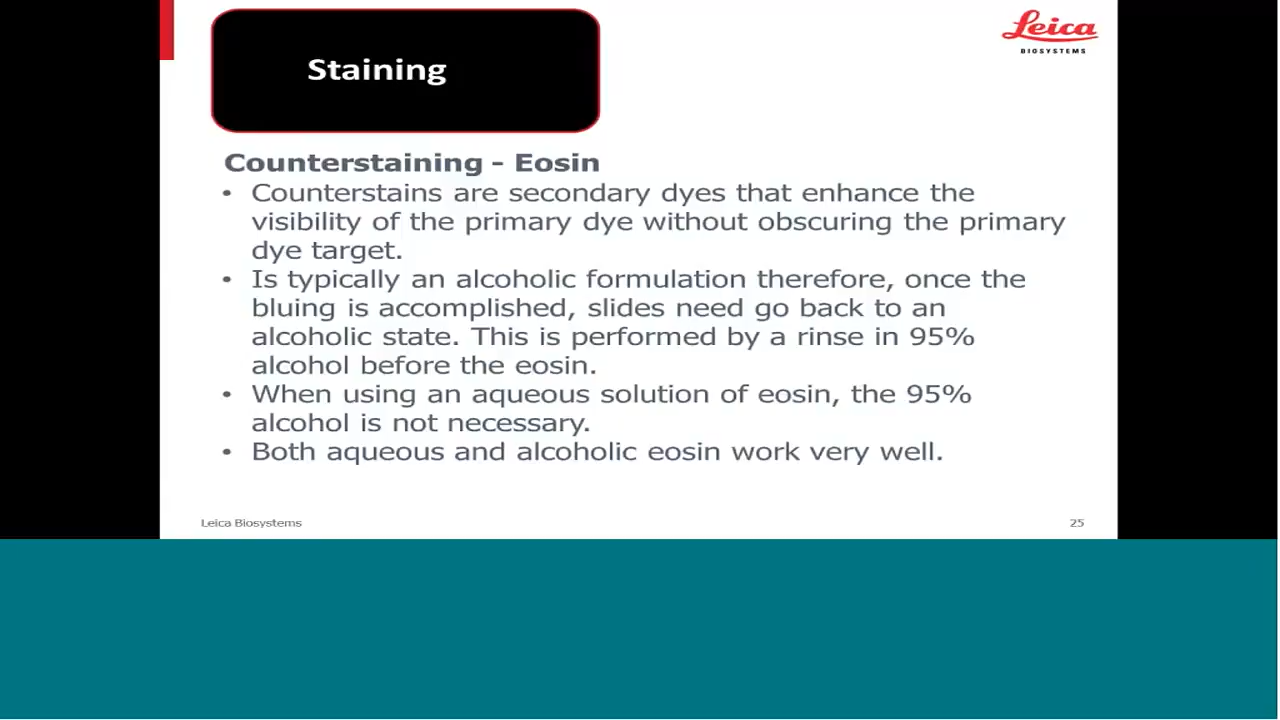 Leica
BIOSYSTEMS
Staining
Counterstaining - Eosin
• Counterstains are secondary dyes that enhance the
visibility of the primary dye without obscuring the primary
dye target.
• Is typically an alcoholic formulation therefore, once the
bluing is accomplished, slides need go back to an
alcoholic state. This is performed by a rinse in 95%
alcohol before the eosin.
• When using an aqueous solution of eosin, the 95%
alcohol is not necessary.
• Both aqueous and alcoholic eosin work very well.
Leica Biosystems
25